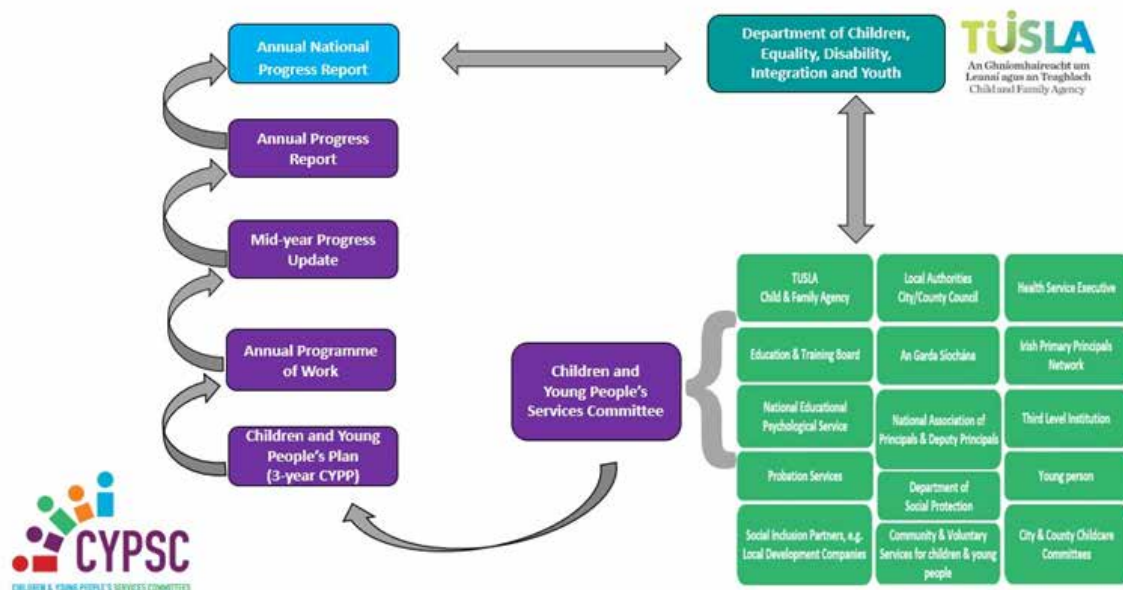 Annual National
Progress Report
Department of Children,
Equality, Disability,
Integration and Youth
TUSLA
An Ghníomhaireacht um
Leanaí agus an Teaghlach
Child and Family Agency
Annual Progress
Report
Mid-year Progress
Update
Annual Programme
of Work
Children and Young
People's Plan
(3-year CYPP)
Children and
Young People's
Services Committee
TUSLA
Child & Family Agency
Local Authorities
City/County Council
Health Service Executive
Education & Training Board
An Garda Síochána
Irish Primary Principals
Network
National Educational
Psychological Service
National Association of
Principals & Deputy Principals
Third Level Institution
Probation Services
Department of
Social Protection
Young person
Social Inclusion Partners, e.g.
Local Development Companies
Community & Voluntary
Services for children & young
people
City & County Childcare
Committees
CYPSC
CHILDREN & YOUNG PEOPLE'S SERVICES COMMITTEES